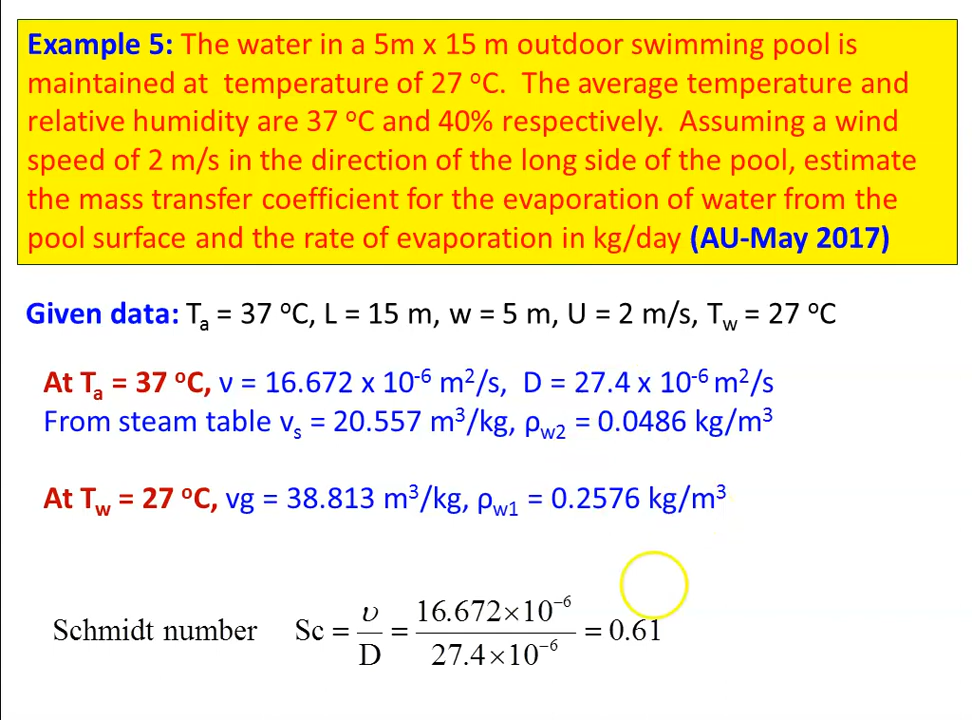 Example 5: The water in a 5m x 15 m outdoor swimming pool is
maintained at temperature of 27 °C. The average temperature and
relative humidity are 37 °C and 40% respectively. Assuming a wind
speed of 2 m/s in the direction of the long side of the pool, estimate
the mass transfer coefficient for the evaporation of water from the
pool surface and the rate of evaporation in kg/day (AU-May 2017)
Given data: Tₐ = 37 °C, L = 15 m, w = 5 m, U = 2 m/s, T_w = 27 °C
At Tₐ = 37 °C, ν = 16.672 x 10⁻⁶ m²/s, D = 27.4 x 10⁻⁶ m²/s
From steam table vₛ = 20.557 m³/kg, ρ_w2 = 0.0486 kg/m³
At T_w = 27 °C, vg = 38.813 m³/kg, ρ_w1 = 0.2576 kg/m³
Schmidt number Sc = υ/D = 16.672×10⁻⁶/27.4×10⁻⁶ = 0.61